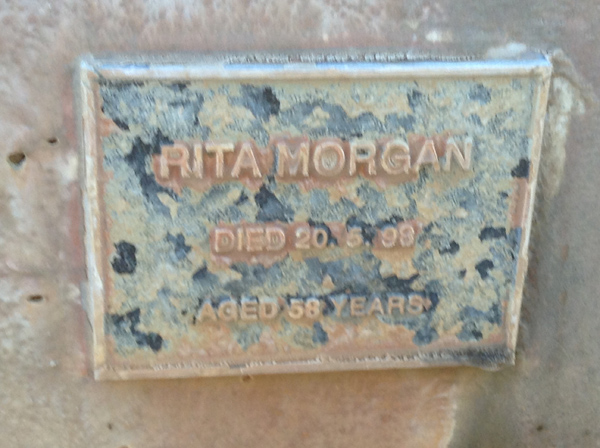 RITA MORGAN
DIED 20. 5. 98
AGED 58 YEARS